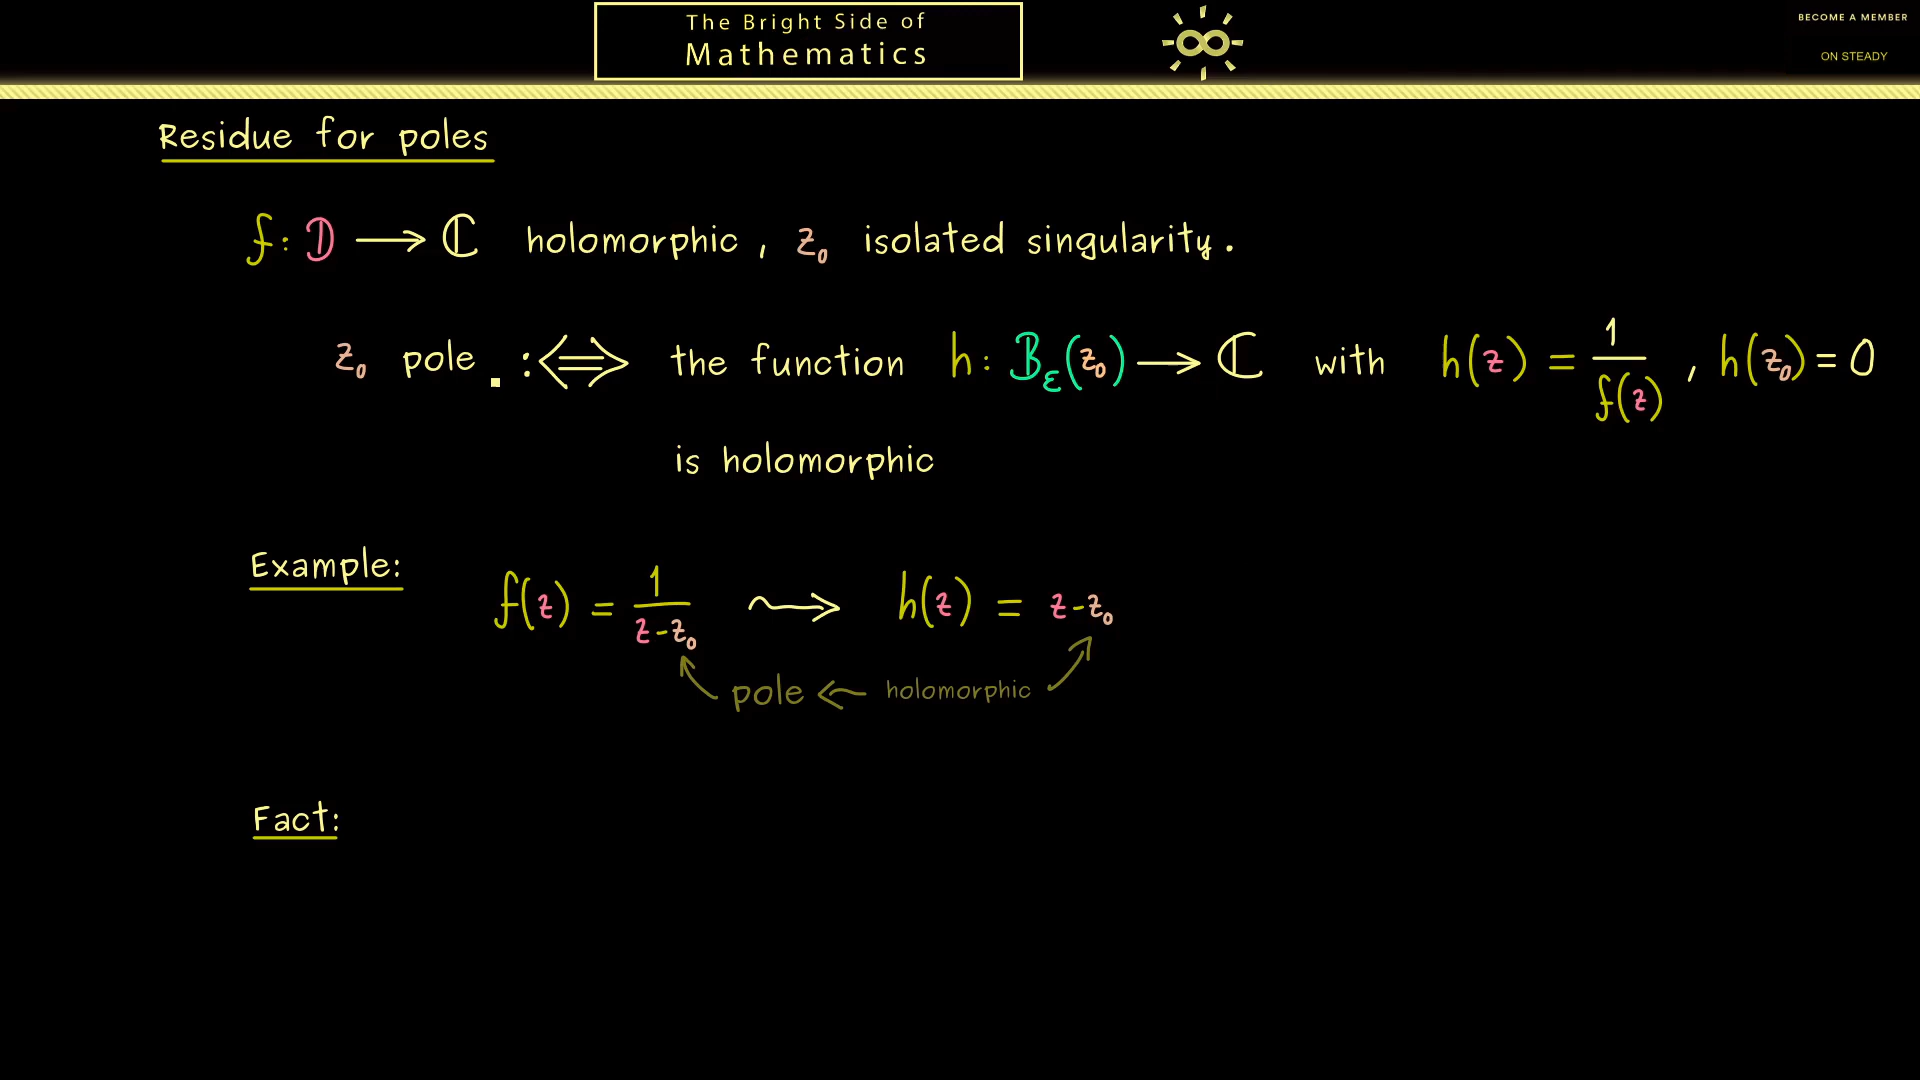 The Bright Side of
Mathematics
BECOME A MEMBER
ON STEADY
Residue for poles
f: D ⟶ ℂ holomorphic, z₀ isolated singularity.
z₀ pole. :⟺ the function h: B_ε(z₀) ⟶ ℂ with h(z) = 1/f(z), h(z₀) = 0
is holomorphic
Example: f(z) = 1/(z-z₀) ⇝ h(z) = z-z₀
pole ← holomorphic
Fact: